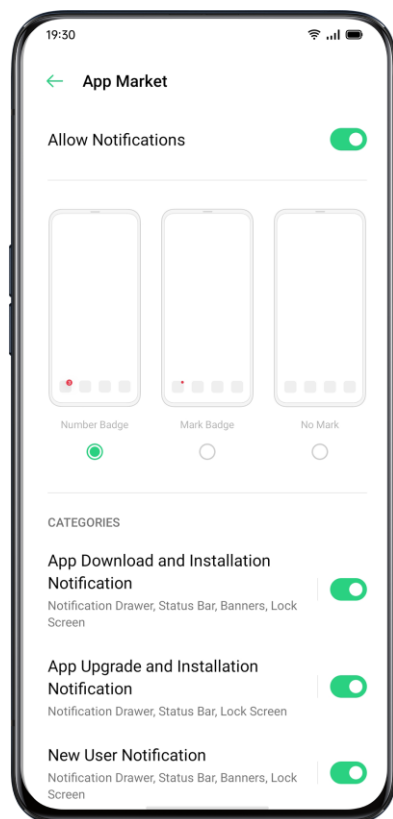 19:30
App Market
Allow Notifications
Number Badge
Mark Badge
No Mark
CATEGORIES
App Download and Installation
Notification
Notification Drawer, Status Bar, Banners, Lock
Screen
App Upgrade and Installation
Notification
Notification Drawer, Status Bar, Lock Screen
New User Notification
Notification Drawer, Status Bar, Banners, Lock
Screen